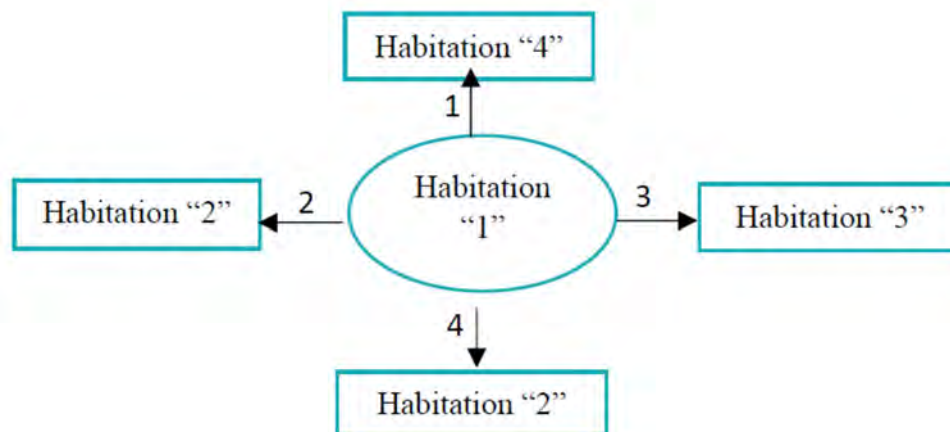 Habitation “4”
1
Habitation “2”
2
Habitation
“1”
3
Habitation “3”
4
Habitation “2”